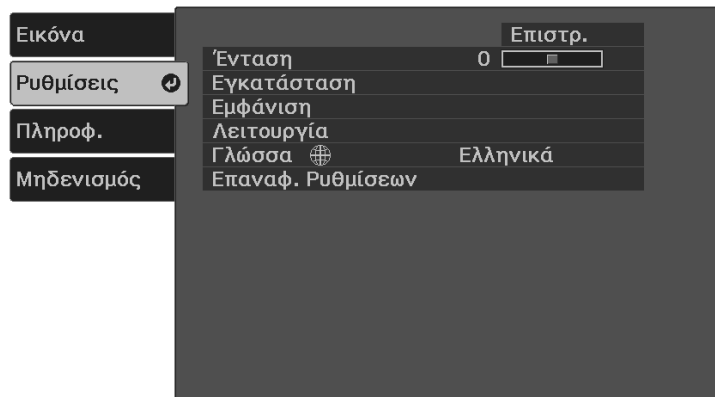 Εικόνα
Ρυθμίσεις
Πληροφ.
Μηδενισμός
Επιστρ.
Ένταση 0
Εγκατάσταση
Εμφάνιση
Λειτουργία
Γλώσσα Ελληνικά
Επαναφ. Ρυθμίσεων